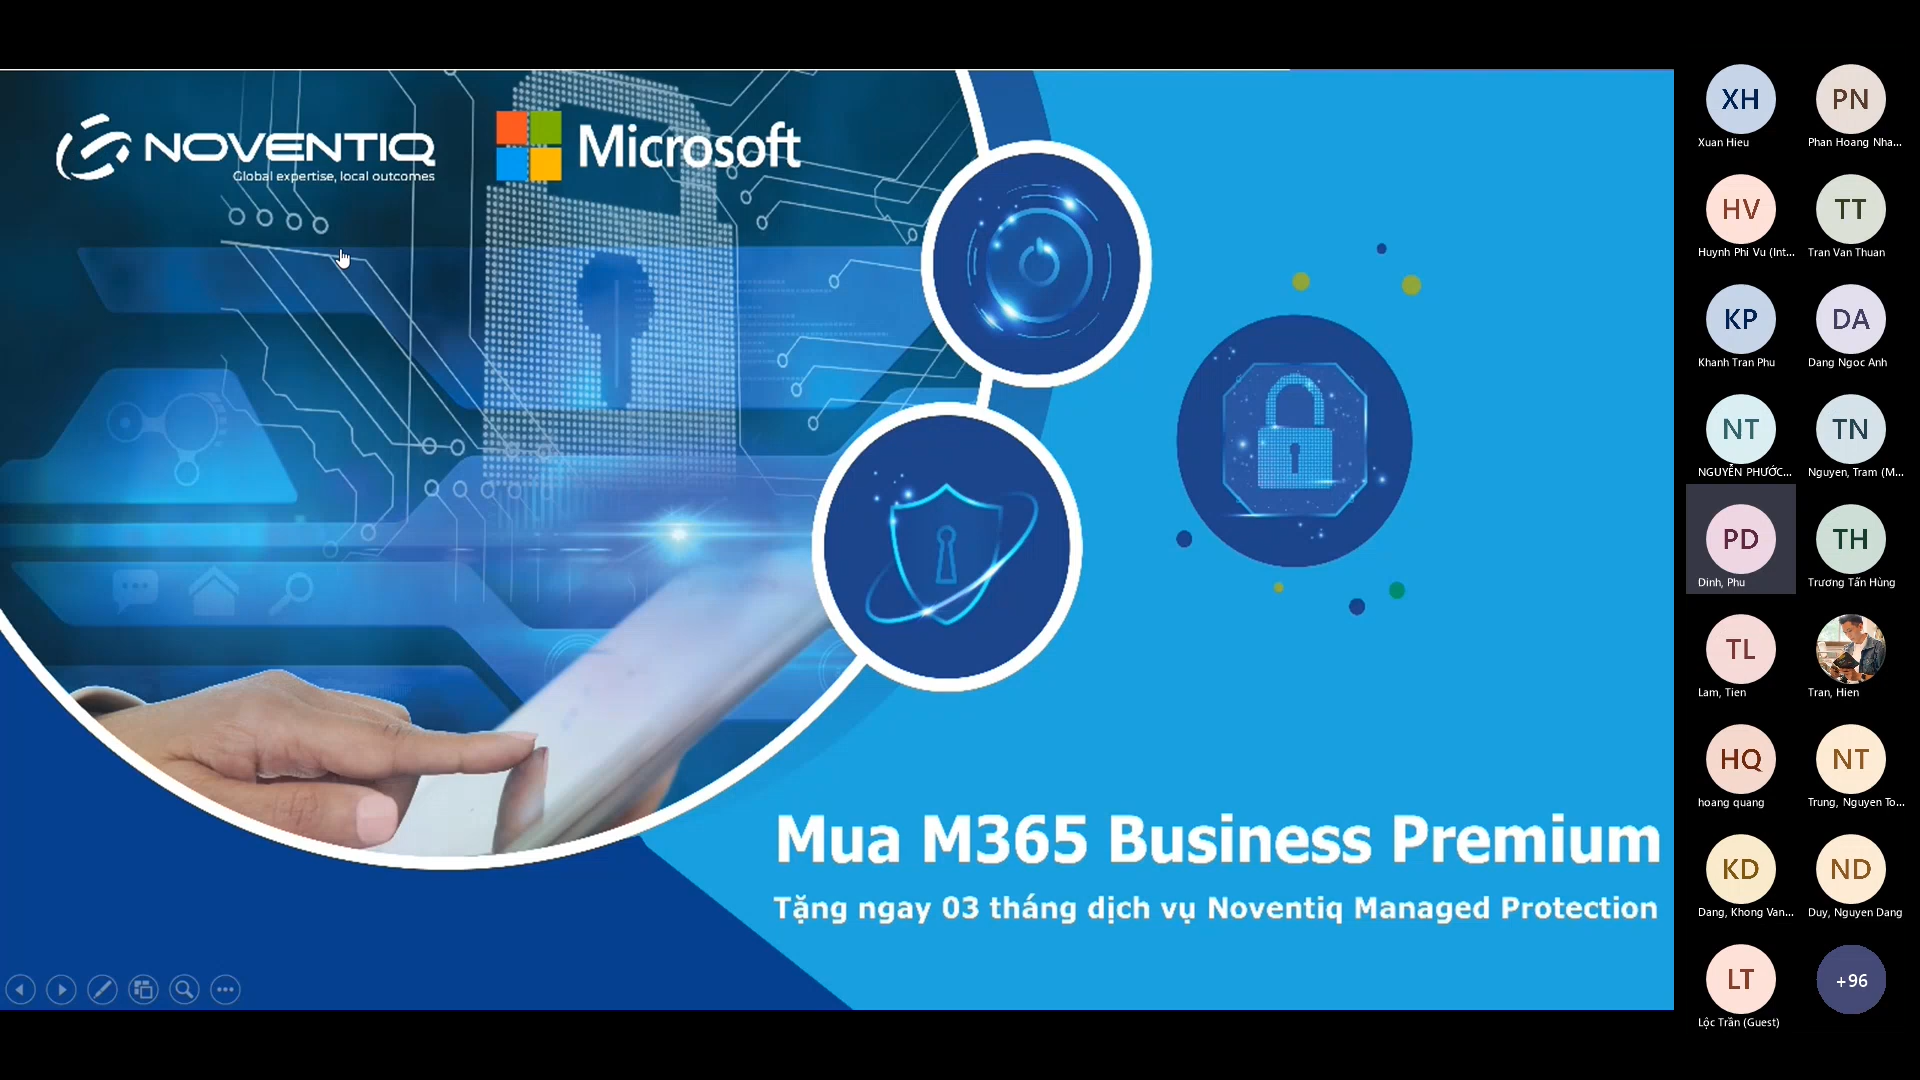 NOVENTIQ
Global expertise, local outcomes
Microsoft
Mua M365 Business Premium
Tặng ngay 03 tháng dịch vụ Noventiq Managed Protection
XH
Xuan Hieu
PN
Phan Hoang Nha...
HV
Huynh Phi Vu (Int...
TT
Tran Van Thuan
KP
Khanh Tran Phu
DA
Dang Ngoc Anh
NT
NGUYỄN PHƯỚC...
TN
Nguyen, Tram (M...
PD
Dinh, Phu
TH
Trương Tấn Hùng
TL
Lam, Tien
Tran, Hien
HQ
hoang quang
NT
Trung, Nguyen To...
KD
Dang, Khong Van...
ND
Duy, Nguyen Dang
LT
Lộc Trần (Guest)
+96